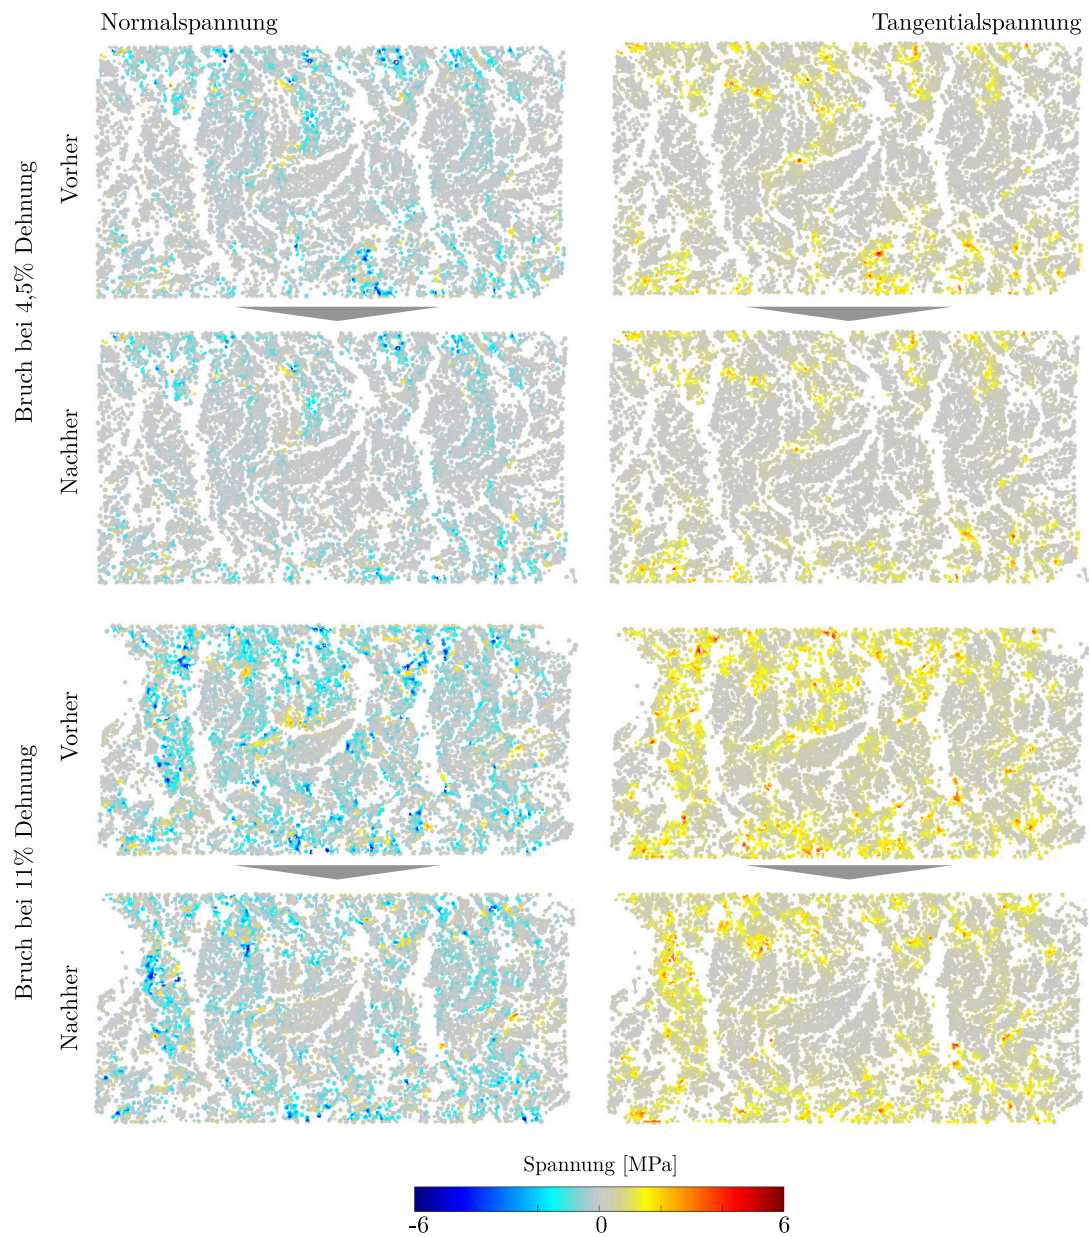 Normalspannung
Tangentialspannung
Bruch bei 4,5% Dehnung
Vorher
Nachher
Bruch bei 11% Dehnung
Vorher
Nachher
Spannung [MPa]
-6
0
6